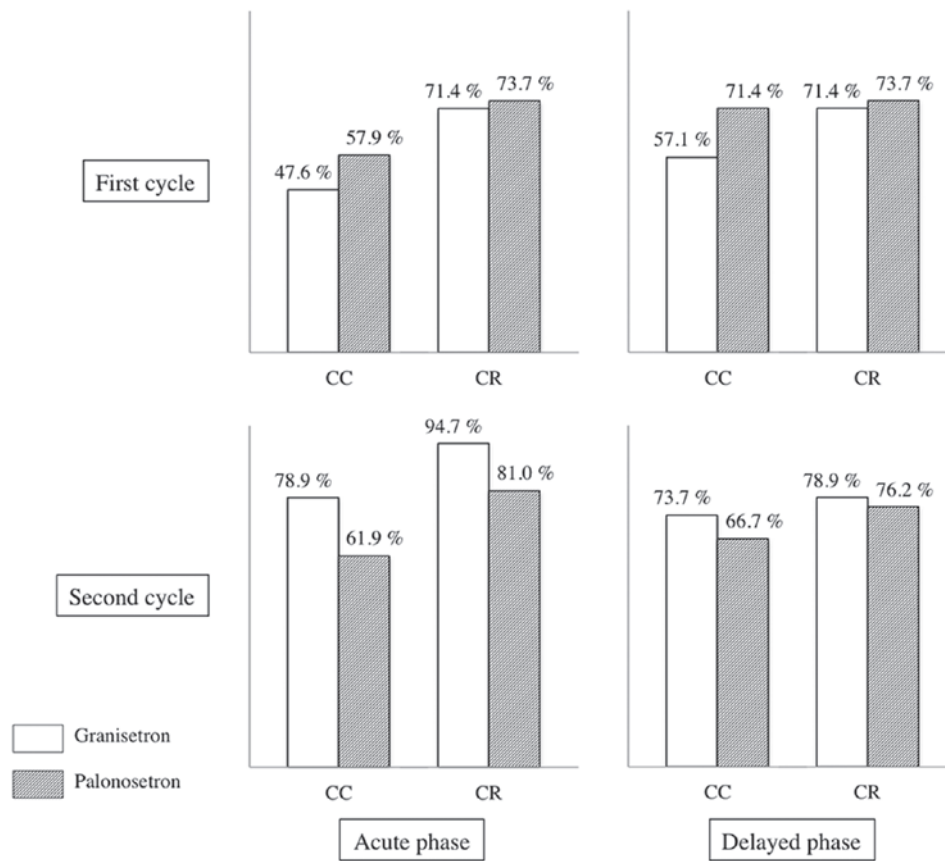 71.4 %
73.7 %
57.9 %
47.6 %
First cycle
CC
CR
71.4 %
71.4 %
73.7 %
57.1 %
CC
CR
94.7 %
78.9 %
81.0 %
61.9 %
Second cycle
CC
CR
78.9 %
76.2 %
73.7 %
66.7 %
CC
CR
Granisetron
Palonosetron
Acute phase
Delayed phase